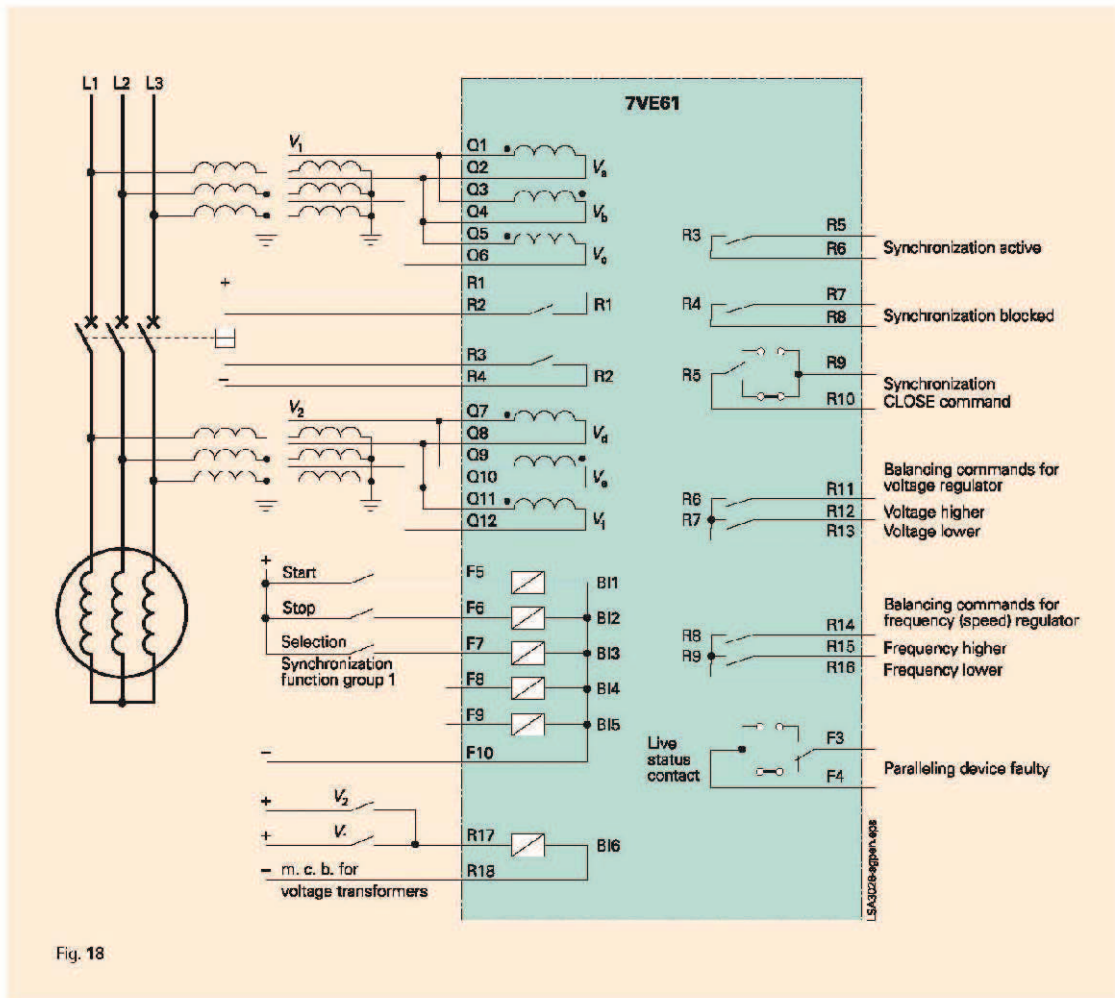 L1 L2 L3
7VE61
V1
Q1
Q2
Q3
Q4
Q5
Q6
Va
Vb
Vc
+
R1
R2
R1
R3
R4
R2
–
V2
Q7
Q8
Q9
Q10
Q11
Q12
Vd
Ve
Vf
+
Start
F5
BI1
Stop
F6
BI2
Selection
F7
BI3
Synchronization
function group 1
F8
BI4
F9
BI5
–
F10
+
V2
+
V
R17
BI6
– m. c. b. for
voltage transformers
R18
R3
R5
R6
Synchronization active
R4
R7
R8
Synchronization blocked
R5
R9
R10
Synchronization
CLOSE command
Balancing commands for
voltage regulator
R6
R11
R7
R12
Voltage higher
R13
Voltage lower
Balancing commands for
frequency (speed) regulator
R8
R14
R9
R15
Frequency higher
R16
Frequency lower
Live
status
contact
F3
F4
Paralleling device faulty
LSA3028-agpen.eps
Fig. 18